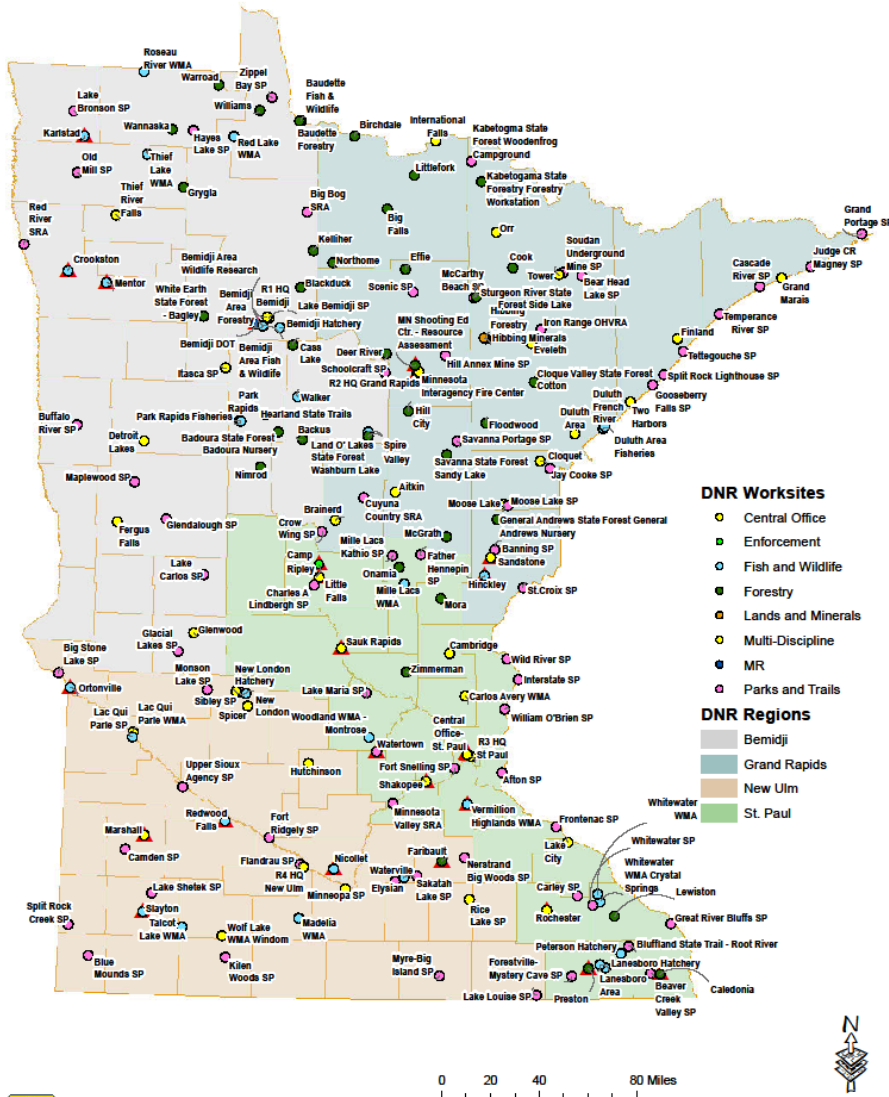 Roseau
River WMA
Zippel
Bay SP
Warroad
Baudette
Fish &
Wildlife
Lake
Bronson SP
Williams
Karlstad
Wannaska
Hayes
Lake SP
Red Lake
WMA
Baudette
Forestry
Birchdale
International
Falls
Kabetogma State
Forest Woodenfrog
Campground
Old
Mill SP
Thief
Lake
WMA
Grygla
Littlefork
Kabetogama State
Forestry Forestry
Workstation
Thief
River
Falls
Red
River
SRA
Big Bog
SRA
Big
Falls
Orr
Grand
Portage SP
Crookston
Mentor
Bemidji Area
Wildlife Research
Kelliher
Northome
Effie
Cook
Soudan
Underground
Mine SP
Tower
Bear Head
Lake SP
Cascade
River SP
Judge CR
Magney SP
Grand
Marais
White Earth
State Forest
- Bagley
R1 HQ
Bemidji
Bemidji
Area
Forestry
Blackduck
Lake Bemidji SP
Scenic SP
McCarthy
Beach SP
Sturgeon River State
Forest Side Lake
Temperance
River SP
Bemidji Hatchery
MN Shooting Ed
Ctr. - Resource
Assessment
Hibbing
Forestry
Iron Range OHVRA
Hibbing Minerals
Eveleth
Finland
Tettegouche SP
Bemidji DOT
Bemidji
Area Fish
& Wildlife
Cass
Lake
Deer River
Schoolcraft SP
R2 HQ Grand Rapids
Hill Annex Mine SP
Itasca SP
Minnesota
Interagency Fire Center
Cloque Valley State Forest
Cotton
Split Rock Lighthouse SP
Gooseberry
Falls SP
Walker
Park
Rapids
Park Rapids Fisheries
Hearland State Trails
Hill
City
Floodwood
Duluth
Area
Duluth
French
River
Two
Harbors
Duluth Area
Fisheries
Buffalo
River SP
Detroit
Lakes
Badoura State Forest
Badoura Nursery
Backus
Land O' Lakes
State Forest
Washburn Lake
Spire
Valley
Savanna Portage SP
Savanna State Forest
Sandy Lake
Cloquet
Jay Cooke SP
Maplewood SP
Nimrod
Aitkin
Cuyuna
Country SRA
Moose Lake
Moose Lake SP
General Andrews State Forest General
Andrews Nursery
Fergus
Falls
Glendalough SP
Crow
Wing SP
Brainerd
Mille Lacs
Kathio SP
McGrath
Father
Hennepin
SP
Banning SP
Sandstone
Lake
Carlos SP
Camp
Ripley
Little
Falls
Charles A
Lindbergh SP
Onamia
Mille Lacs
WMA
Mora
Hinckley
St.Croix SP
Glenwood
Glacial
Lakes SP
Sauk Rapids
Cambridge
Wild River SP
Big Stone
Lake SP
Ortonville
Monson
Lake SP
New London
Hatchery
Zimmerman
Interstate SP
Sibley SP
Spicer
New
London
Lake Maria SP
Carlos Avery WMA
William O'Brien SP
Lac Qui
Parle SP
Lac Qui
Parle WMA
Woodland WMA -
Montrose
Watertown
Central
Office-
St. Paul
R3 HQ
St Paul
Upper Sioux
Agency SP
Hutchinson
Fort Snelling SP
Shakopee
Afton SP
Minnesota
Valley SRA
Vermillion
Highlands WMA
Frontenac SP
Whitewater
WMA
Marshall
Camden SP
Redwood
Falls
Fort
Ridgely SP
Lake
City
Whitewater SP
Flandrau SP
R4 HQ
New Ulm
Nicollet
Faribault
Waterville
Elysian
Sakatah
Lake SP
Nerstrand
Big Woods SP
Carley SP
Whitewater
WMA Crystal
Springs
Lewiston
Lake Shetek SP
Minneopa SP
Split Rock
Creek SP
Slayton
Talcot
Lake WMA
Wolf Lake
WMA Windom
Madelia
WMA
Rice
Lake SP
Rochester
Great River Bluffs SP
Peterson Hatchery
Bluffland State Trail - Root River
Blue
Mounds SP
Kilen
Woods SP
Myre-Big
Island SP
Forestville-
Mystery Cave SP
Lanesboro Hatchery
Lanesboro
Area
Preston
Lake Louise SP
Beaver
Creek
Valley SP
Caledonia
DNR Worksites
Central Office
Enforcement
Fish and Wildlife
Forestry
Lands and Minerals
Multi-Discipline
MR
Parks and Trails
DNR Regions
Bemidji
Grand Rapids
New Ulm
St. Paul
N
0 20 40 80 Miles